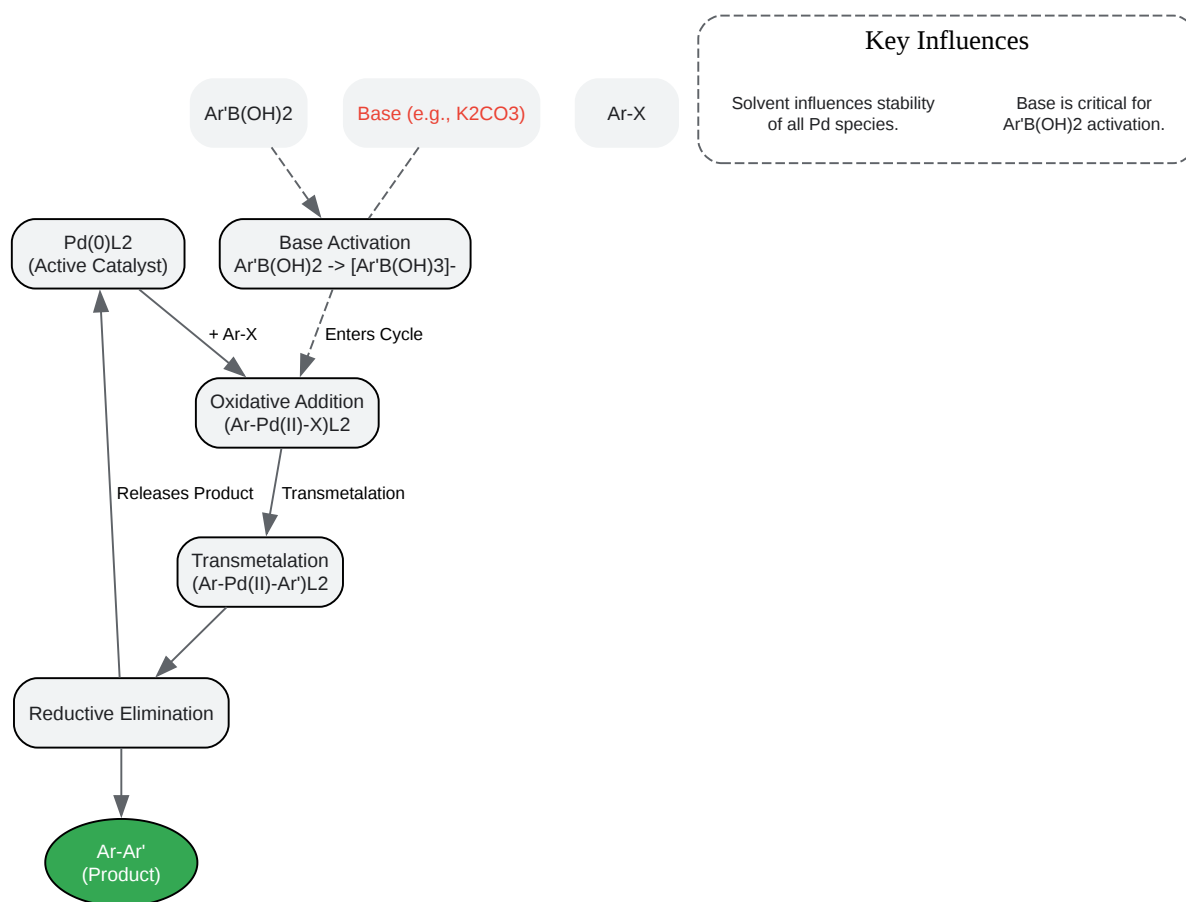 Key Influences
Ar'B(OH)2
Base (e.g., K2CO3)
Ar-X
Solvent influences stability
of all Pd species.
Base is critical for
Ar'B(OH)2 activation.
Pd(0)L2
(Active Catalyst)
Base Activation
Ar'B(OH)2 -> [Ar'B(OH)3]-
+ Ar-X
Enters Cycle
Oxidative Addition
(Ar-Pd(II)-X)L2
Releases Product
Transmetalation
Transmetalation
(Ar-Pd(II)-Ar')L2
Reductive Elimination
Ar-Ar'
(Product)